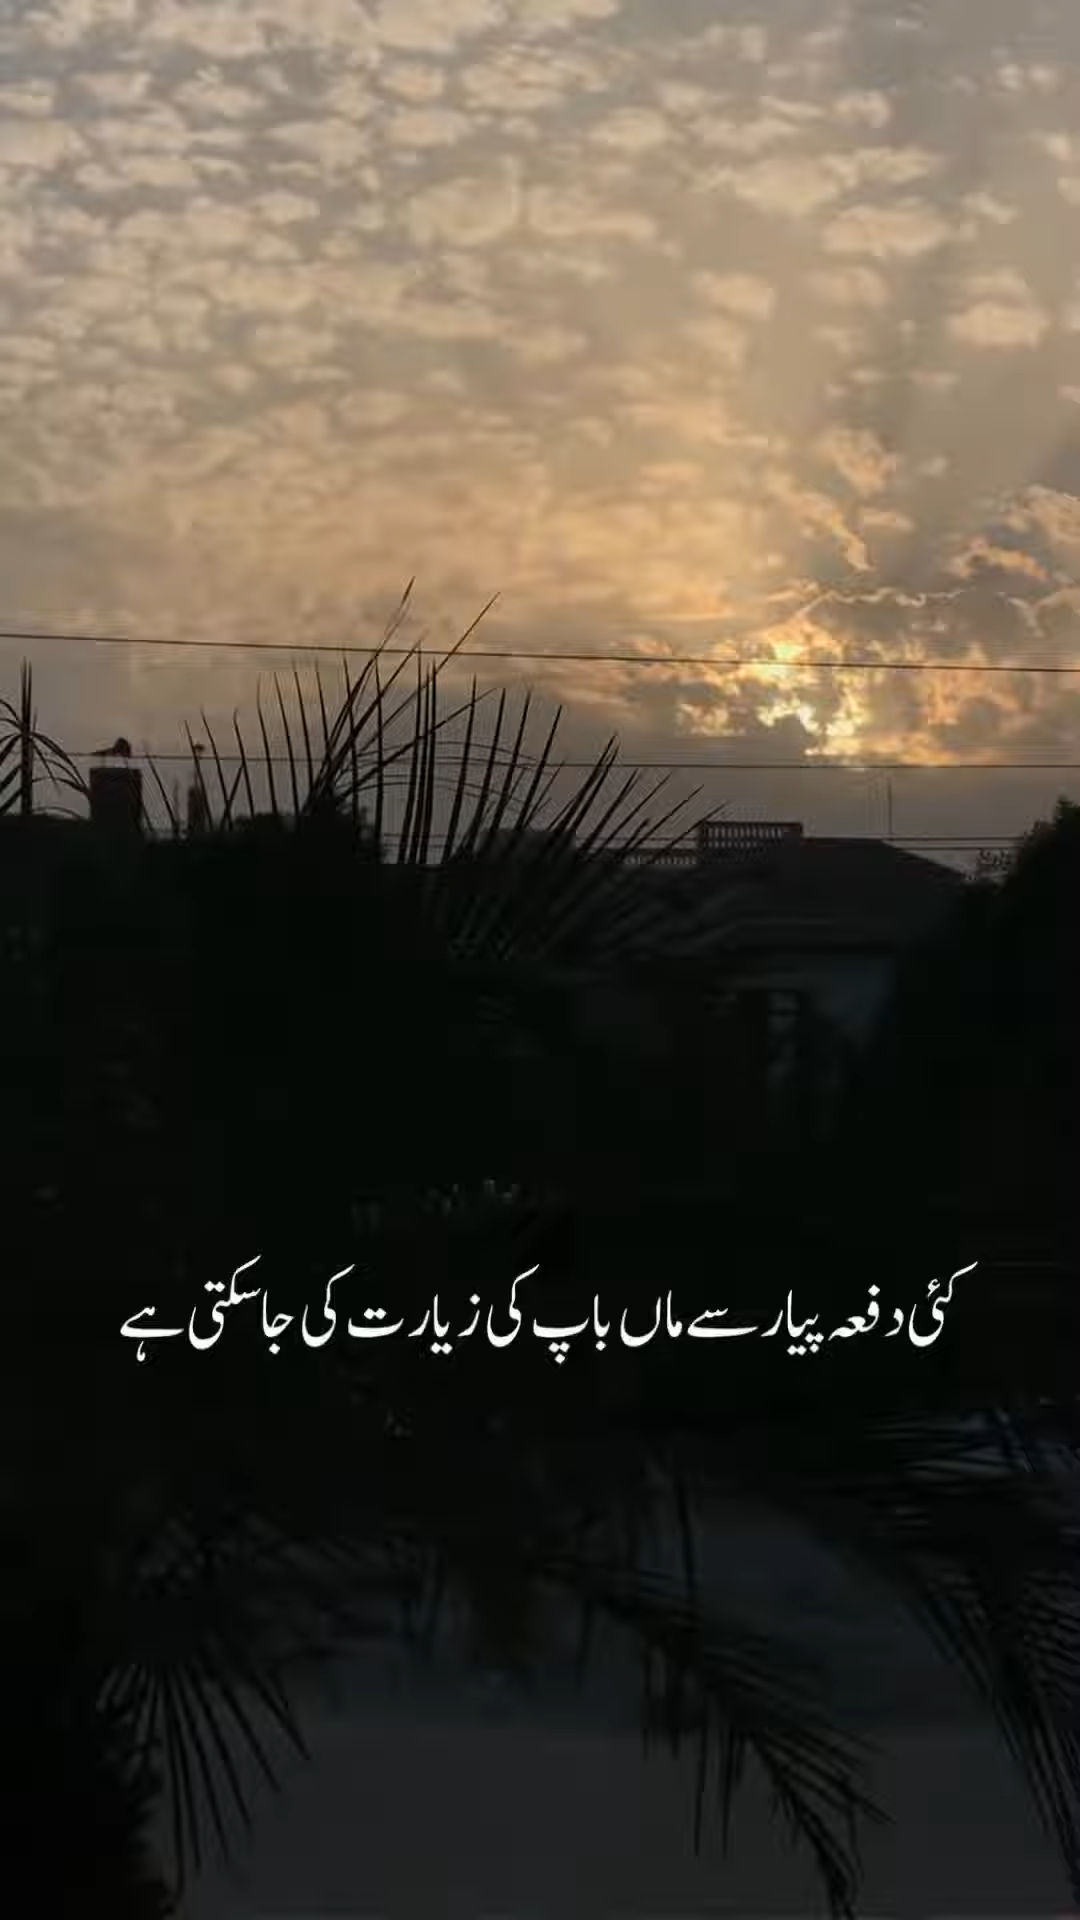 کئی دفعہ پیار سے ماں باپ کی زیارت کی جا سکتی ہے